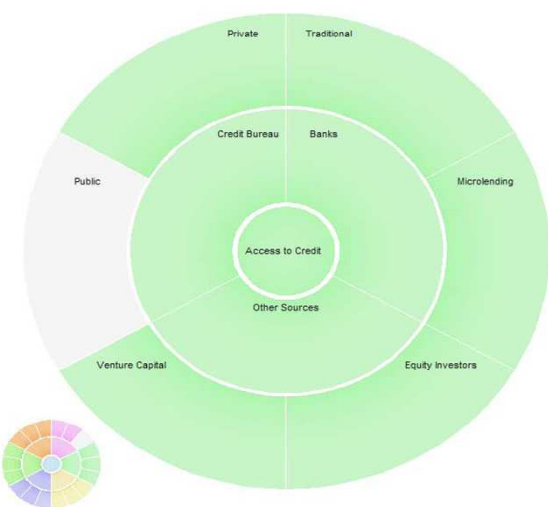 Private
Traditional
Credit Bureau
Banks
Public
Microlending
Access to Credit
Other Sources
Venture Capital
Equity Investors